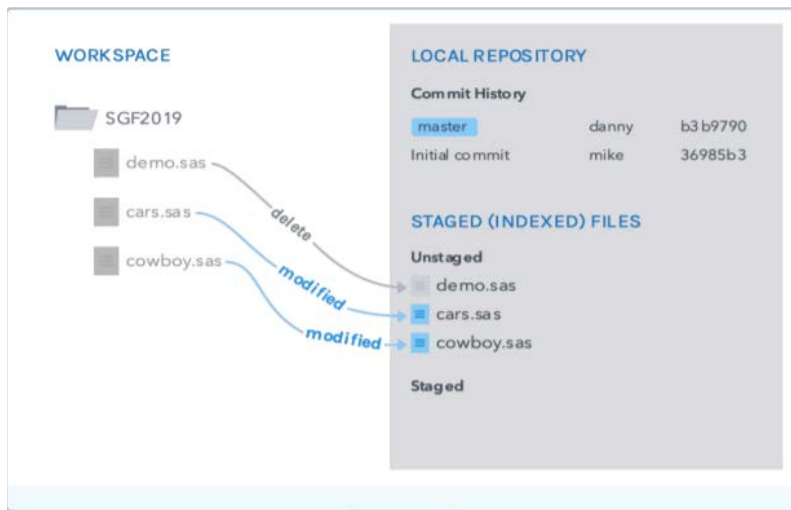 WORKSPACE
SGF2019
demo.sas
cars.sas
cowboy.sas
delete
modified
modified
LOCAL REPOSITORY
Commit History
master danny b3b9790
Initial commit mike 36985b3
STAGED (INDEXED) FILES
Unstaged
demo.sas
cars.sas
cowboy.sas
Staged